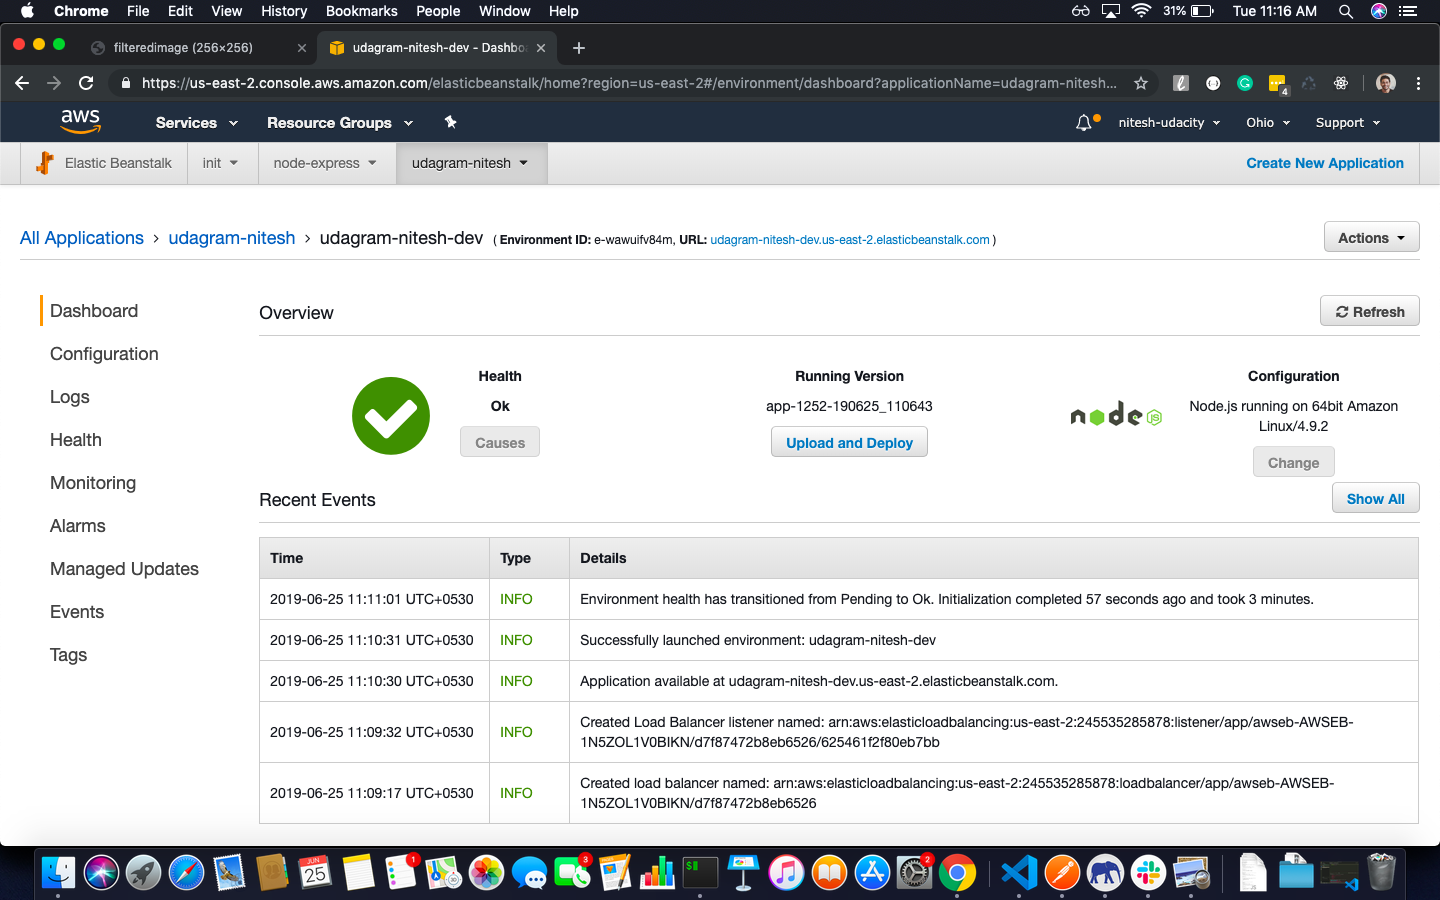 Chrome File Edit View History Bookmarks People Window Help 31% Tue 11:16 AM
filteredimage (256×256) udagram-nitesh-dev - Dashbo
https://us-east-2.console.aws.amazon.com/elasticbeanstalk/home?region=us-east-2#/environment/dashboard?applicationName=udagram-nitesh... 4
aws Services Resource Groups nitesh-udacity Ohio Support
Elastic Beanstalk init node-express udagram-nitesh Create New Application
All Applications › udagram-nitesh › udagram-nitesh-dev ( Environment ID: e-wawuifv84m, URL: udagram-nitesh-dev.us-east-2.elasticbeanstalk.com ) Actions
Dashboard
Configuration
Logs
Health
Monitoring
Alarms
Managed Updates
Events
Tags
Overview Refresh
Health
Ok
Causes
Running Version
app-1252-190625_110643
Upload and Deploy
node JS
Configuration
Node.js running on 64bit Amazon
Linux/4.9.2
Change
Recent Events Show All
Time Type Details
2019-06-25 11:11:01 UTC+0530 INFO Environment health has transitioned from Pending to Ok. Initialization completed 57 seconds ago and took 3 minutes.
2019-06-25 11:10:31 UTC+0530 INFO Successfully launched environment: udagram-nitesh-dev
2019-06-25 11:10:30 UTC+0530 INFO Application available at udagram-nitesh-dev.us-east-2.elasticbeanstalk.com.
2019-06-25 11:09:32 UTC+0530 INFO Created Load Balancer listener named: arn:aws:elasticloadbalancing:us-east-2:245535285878:listener/app/awseb-AWSEB-
1N5ZOL1V0BIKN/d7f87472b8eb6526/625461f2f80eb7bb
2019-06-25 11:09:17 UTC+0530 INFO Created load balancer named: arn:aws:elasticloadbalancing:us-east-2:245535285878:loadbalancer/app/awseb-AWSEB-
1N5ZOL1V0BIKN/d7f87472b8eb6526
JUN
25
1
3
$
2